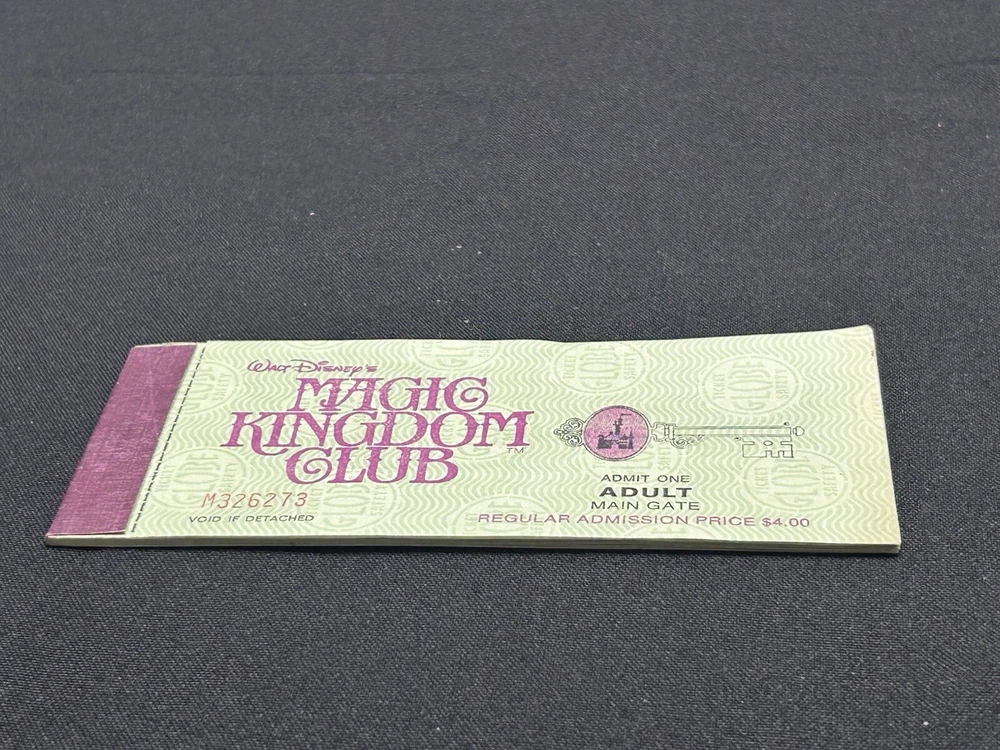 Walt Disney's
MAGIC
KINGDOM
CLUB
TM
M326273
VOID IF DETACHED
ADMIT ONE
ADULT
MAIN GATE
REGULAR ADMISSION PRICE $4.00